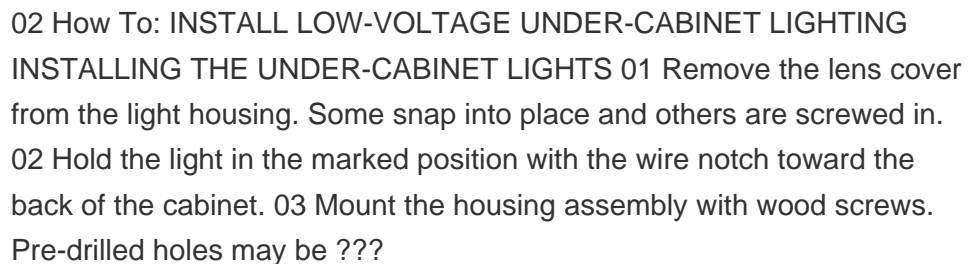 02 How To: INSTALL LOW-VOLTAGE UNDER-CABINET LIGHTING
INSTALLING THE UNDER-CABINET LIGHTS 01 Remove the lens cover
from the light housing. Some snap into place and others are screwed in.
02 Hold the light in the marked position with the wire notch toward the
back of the cabinet. 03 Mount the housing assembly with wood screws.
Pre-drilled holes may be ???